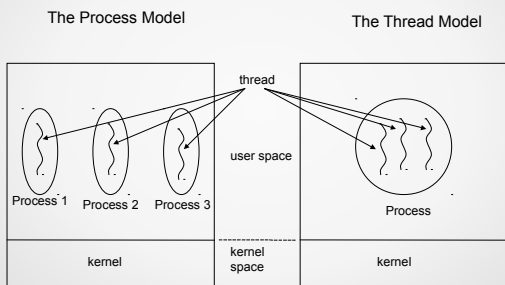 The Process Model
The Thread Model
thread
user space
Process 1
Process 2
Process 3
Process
kernel
kernel
space
kernel